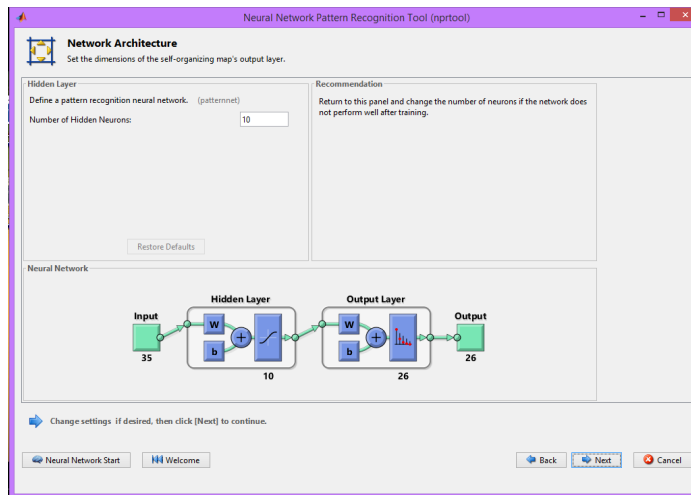 Neural Network Pattern Recognition Tool (nprtool)
Network Architecture
Set the dimensions of the self-organizing map's output layer.
Hidden Layer
Define a pattern recognition neural network. (patternnet)
Number of Hidden Neurons: 10
Restore Defaults
Recommendation
Return to this panel and change the number of neurons if the network does
not perform well after training.
Neural Network
Hidden Layer
Output Layer
Input
Output
W
b
W
b
35
10
26
26
Change settings if desired, then click [Next] to continue.
Neural Network Start
Welcome
Back
Next
Cancel